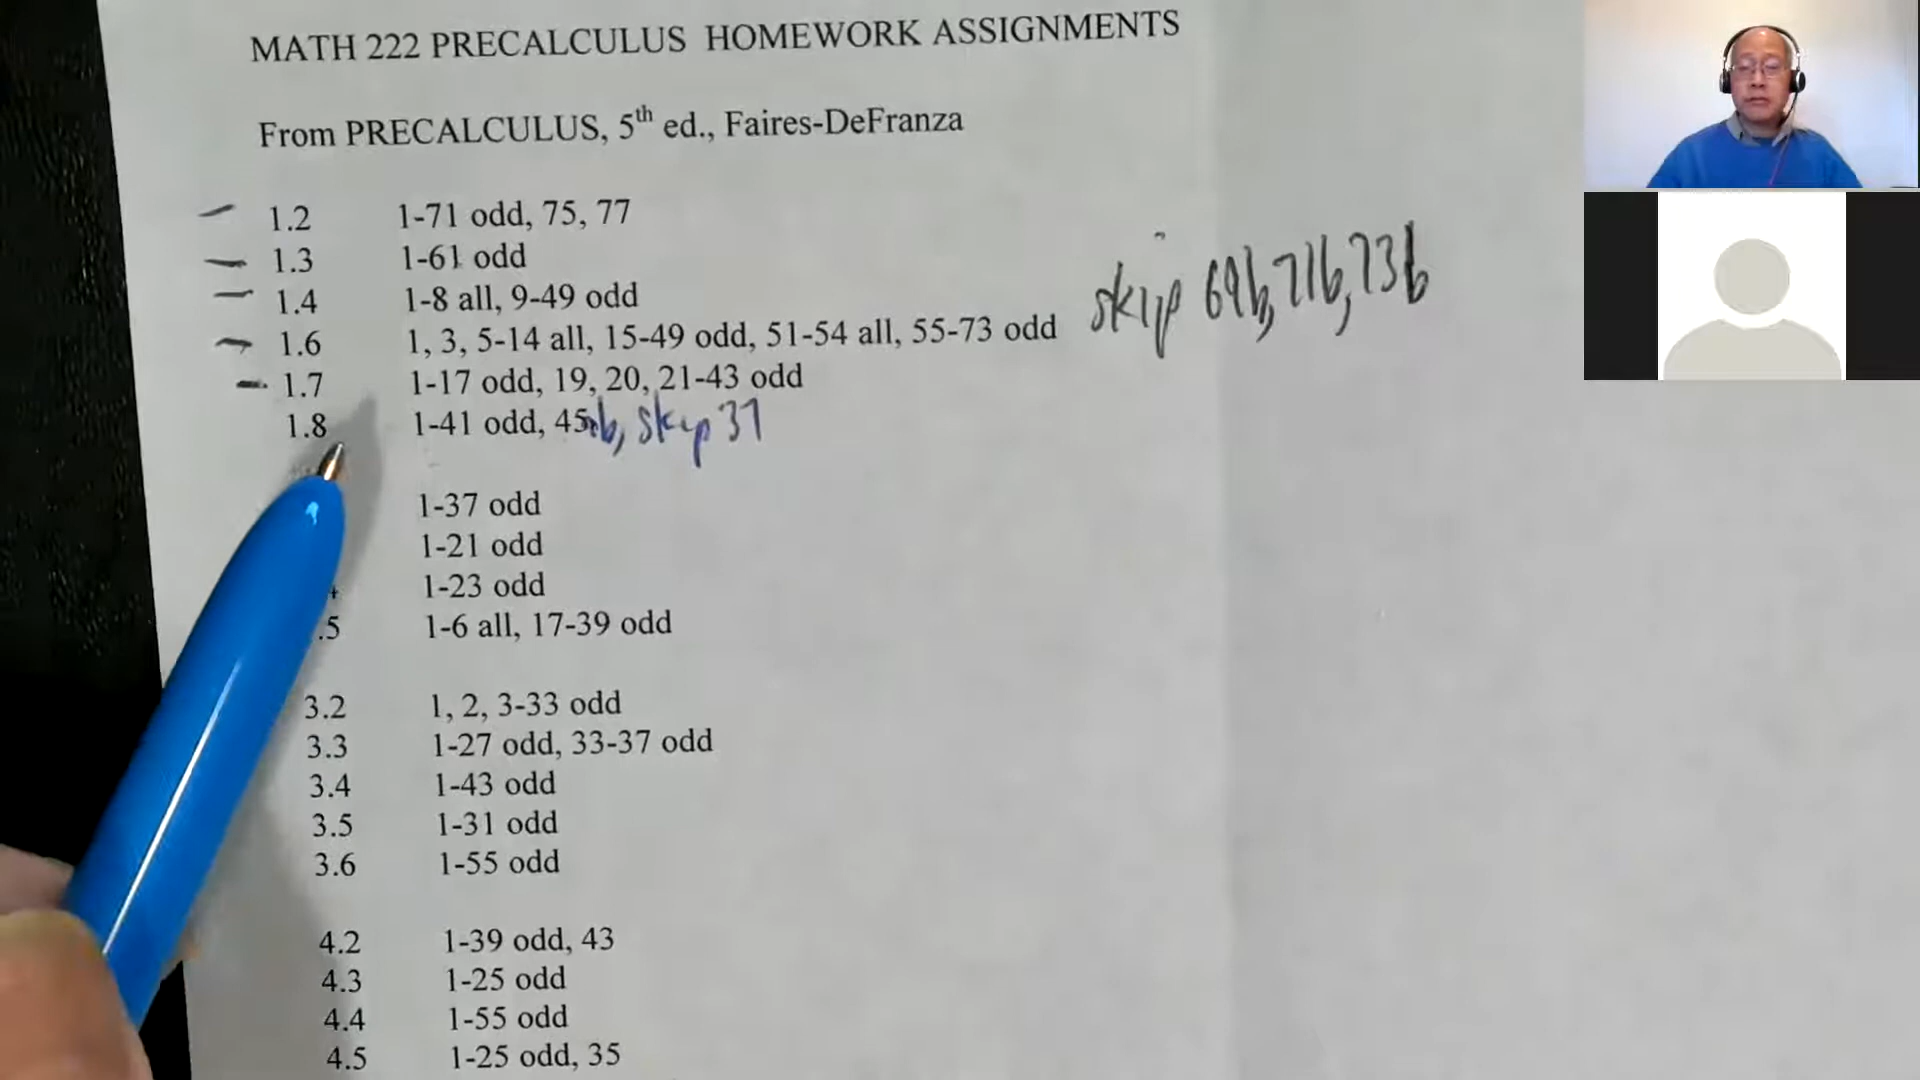 MATH 222 PRECALCULUS HOMEWORK ASSIGNMENTS
From PRECALCULUS, 5th ed., Faires-DeFranza
1.2 1-71 odd, 75, 77
1.3 1-61 odd
1.4 1-8 all, 9-49 odd
1.6 1, 3, 5-14 all, 15-49 odd, 51-54 all, 55-73 odd skip 69b, 71b, 73b
1.7 1-17 odd, 19, 20, 21-43 odd
1.8 1-41 odd, 45 skip 37
1-37 odd
1-21 odd
1-23 odd
.5 1-6 all, 17-39 odd
3.2 1, 2, 3-33 odd
3.3 1-27 odd, 33-37 odd
3.4 1-43 odd
3.5 1-31 odd
3.6 1-55 odd
4.2 1-39 odd, 43
4.3 1-25 odd
4.4 1-55 odd
4.5 1-25 odd, 35